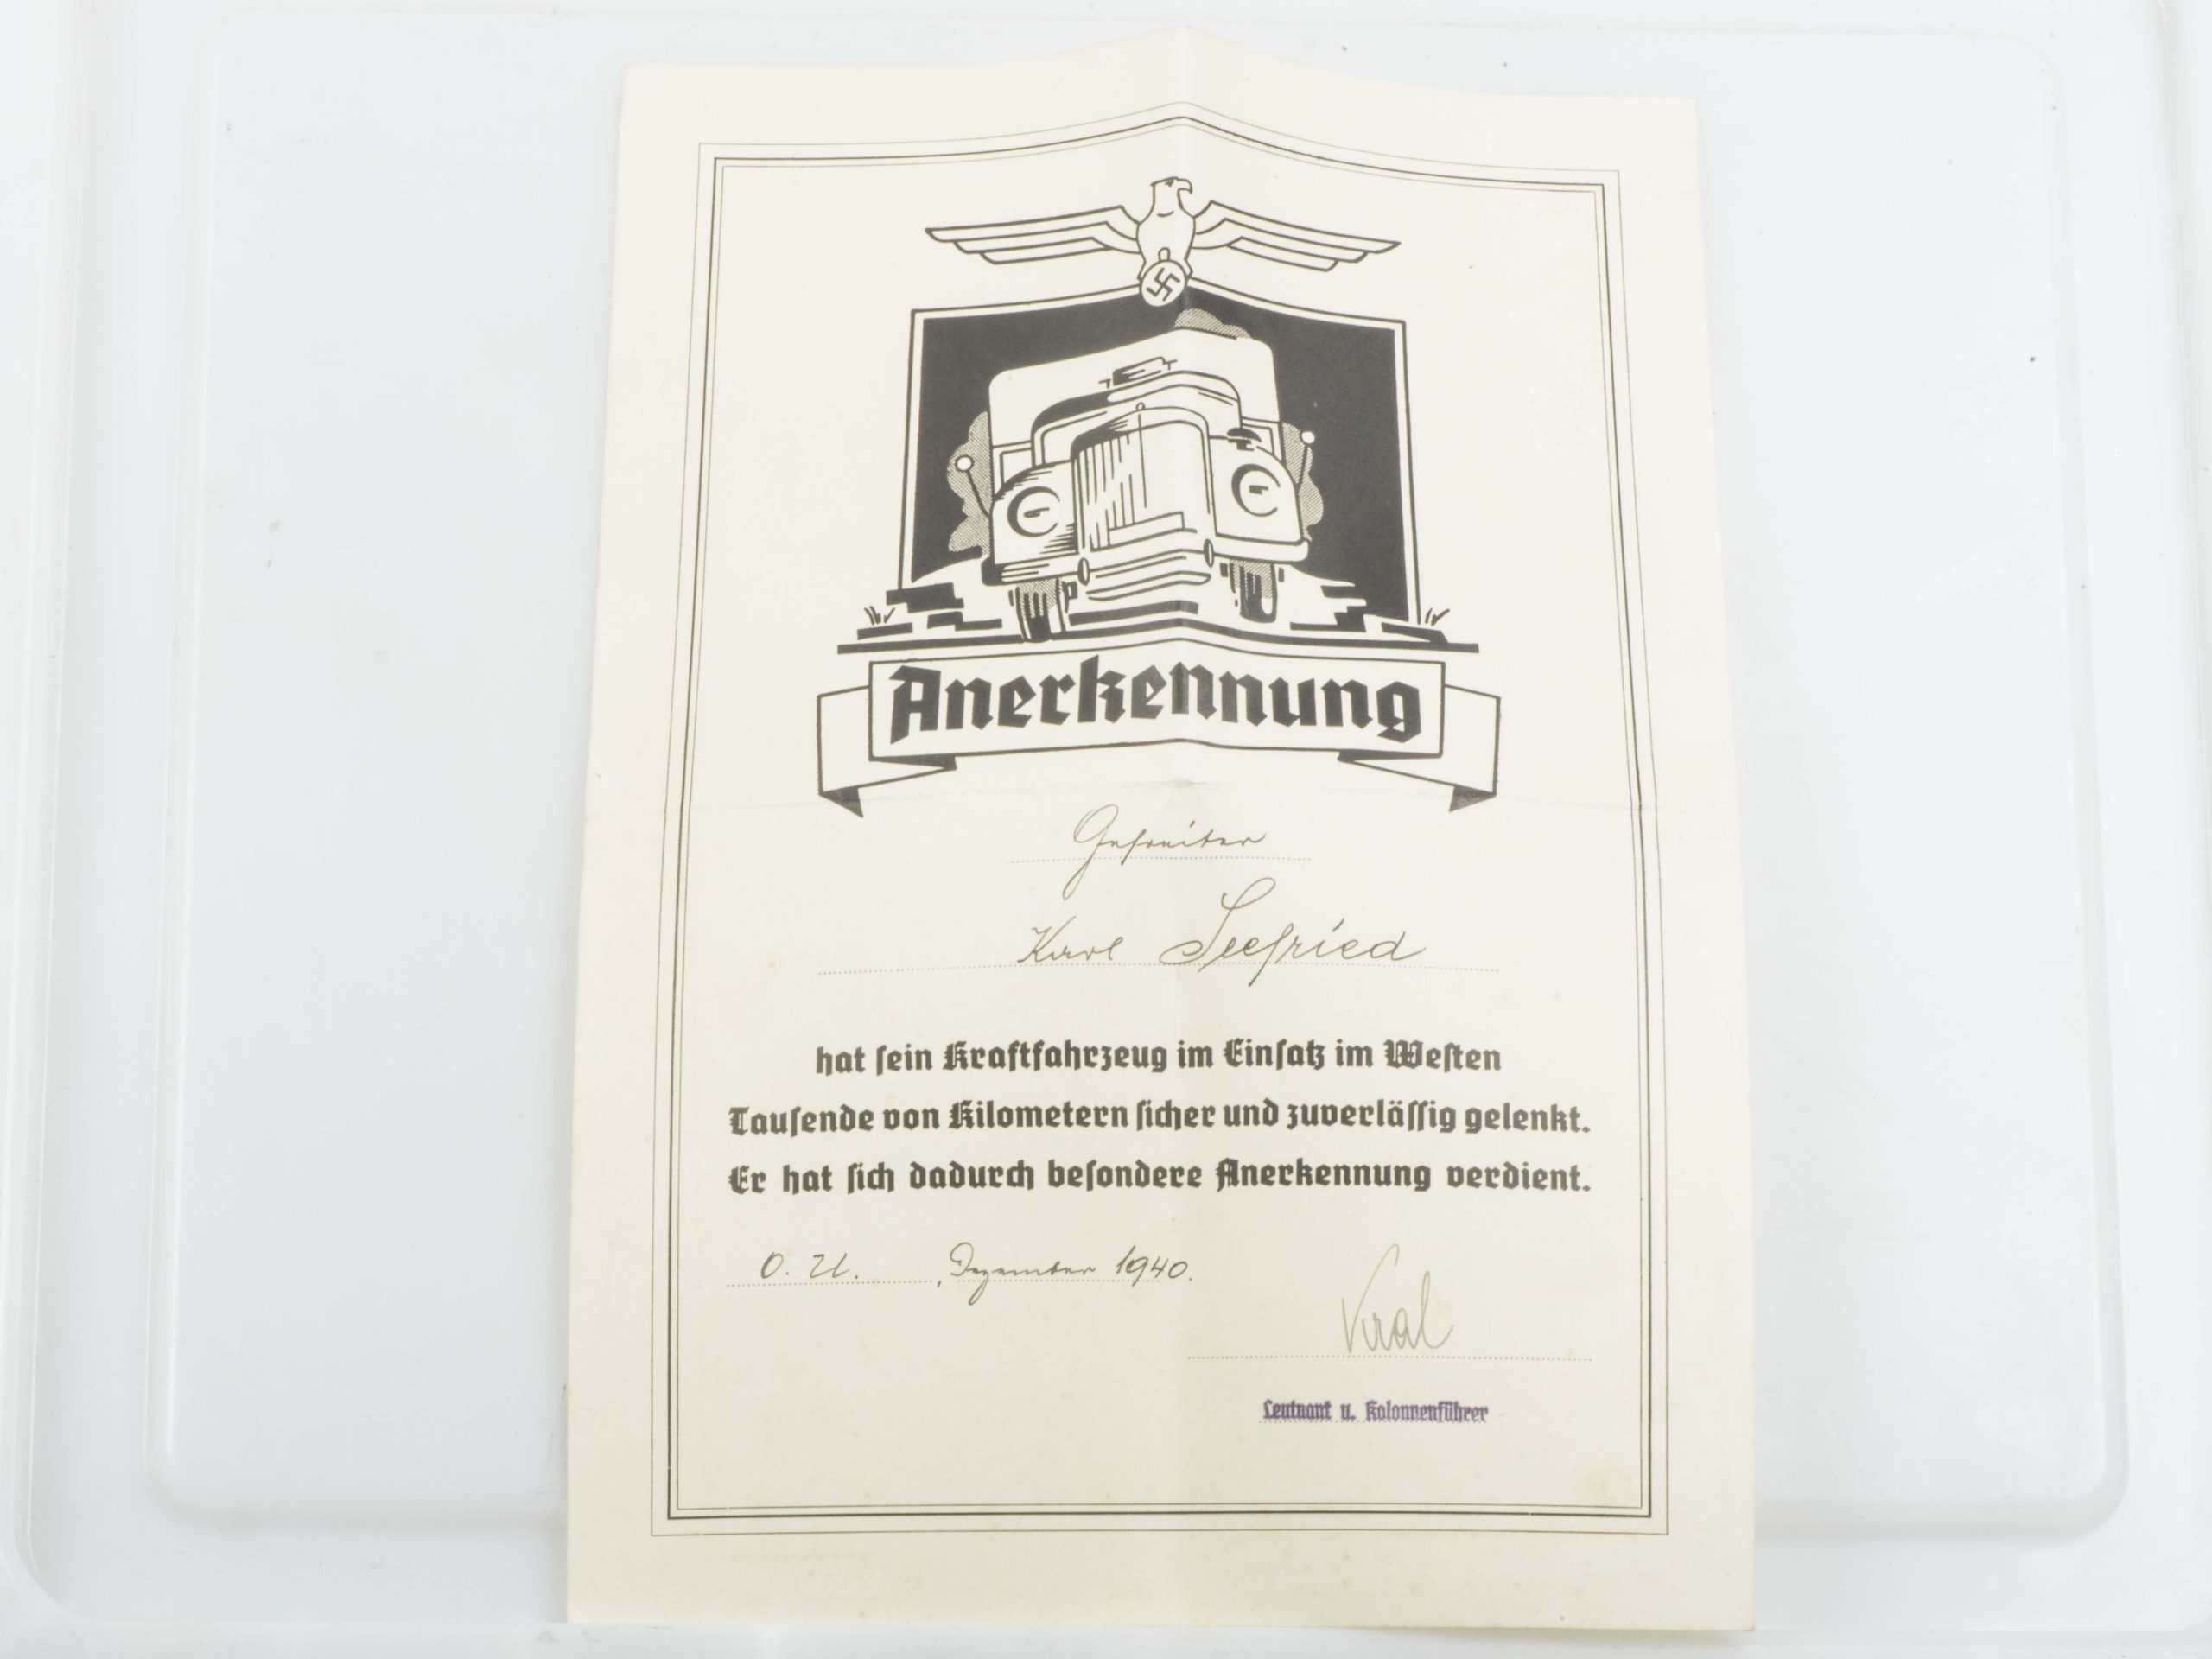 Anerkennung
Gefreiter
Karl Seefried
hat sein Kraftfahrzeug im Einsatz im Westen
Tausende von Kilometern sicher und zuverlässig gelenkt.
Er hat sich dadurch besondere Anerkennung verdient.
O. U. , Dezember 1940.
Kral
Leutnant u. Kolonnenführer